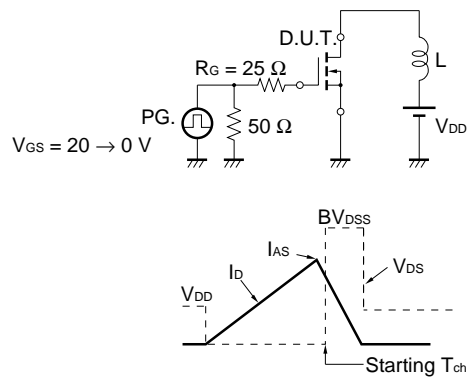 D.U.T.
RG = 25 Ω
L
PG.
50 Ω
VDD
VGS = 20 → 0 V
BVDSS
IAS
ID
VDS
VDD
Starting Tch